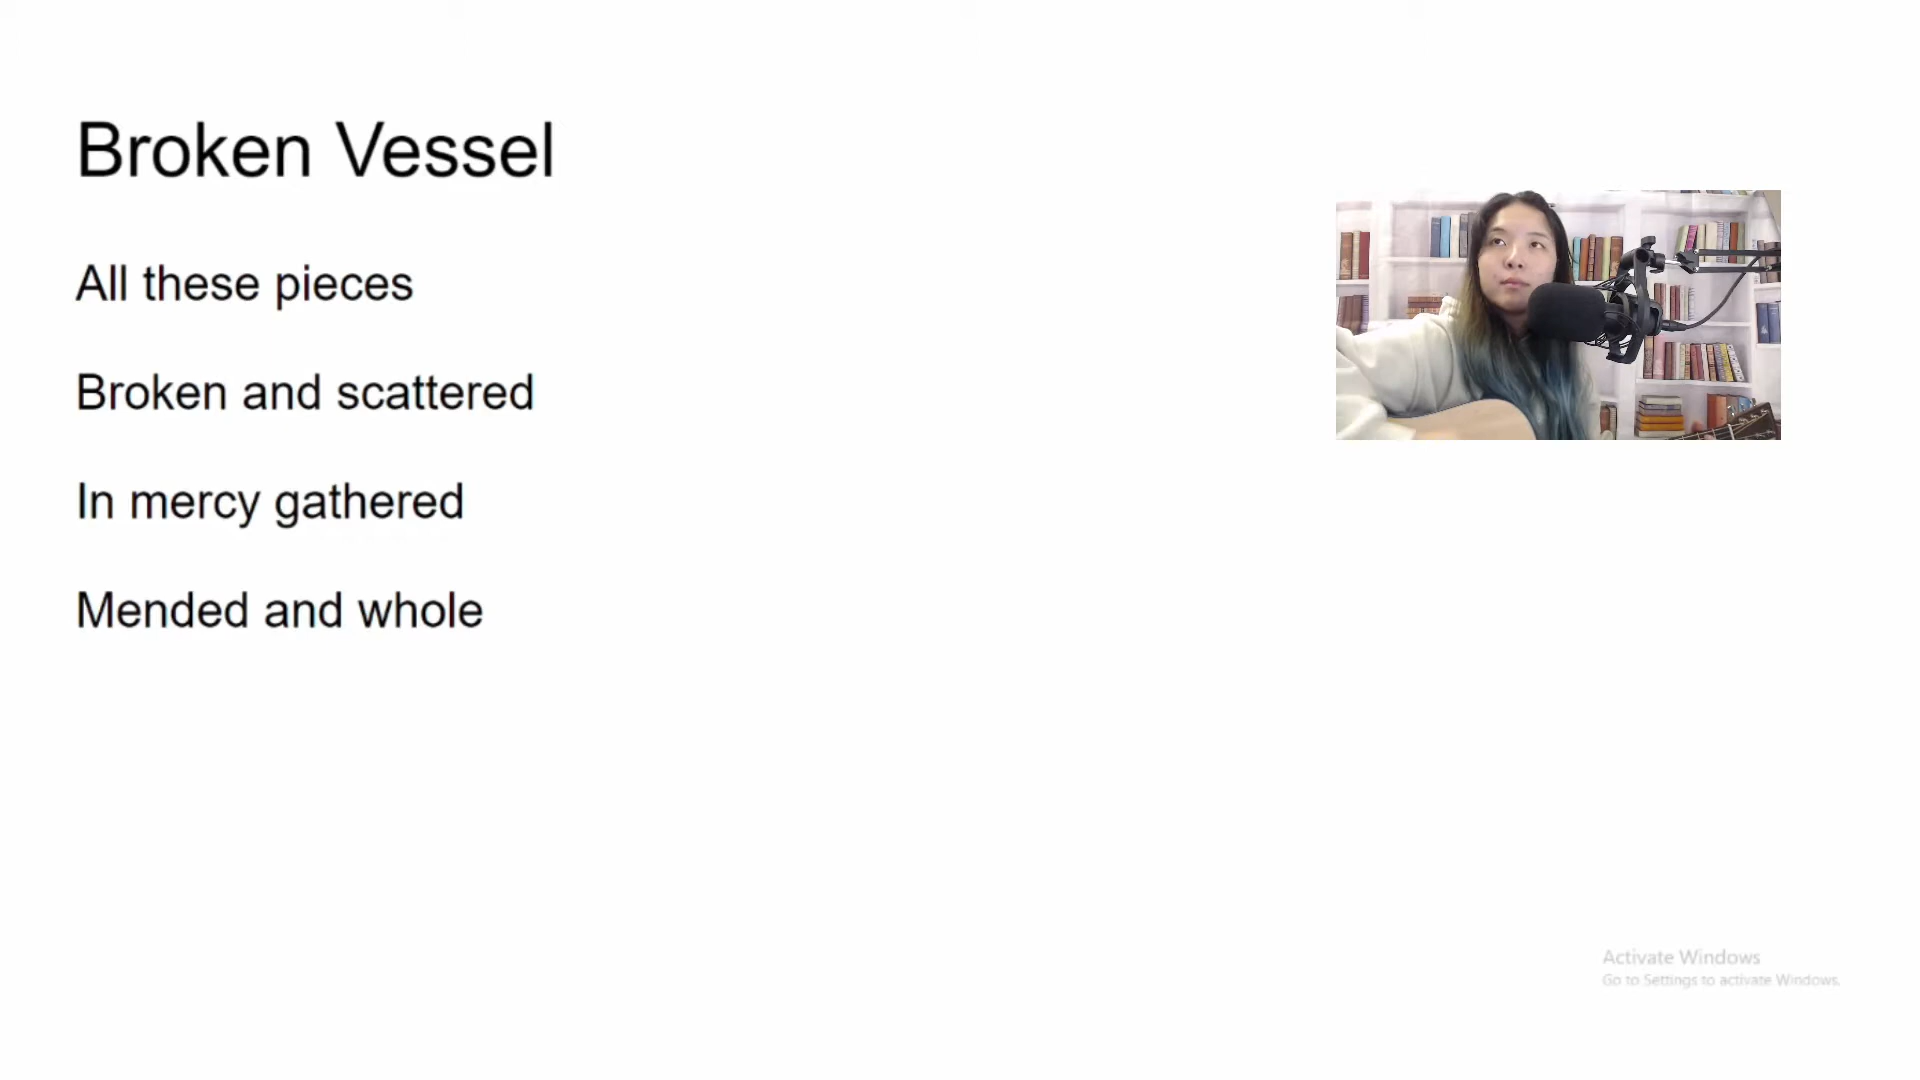 Broken Vessel
All these pieces
Broken and scattered
In mercy gathered
Mended and whole
Activate Windows
Go to Settings to activate Windows.